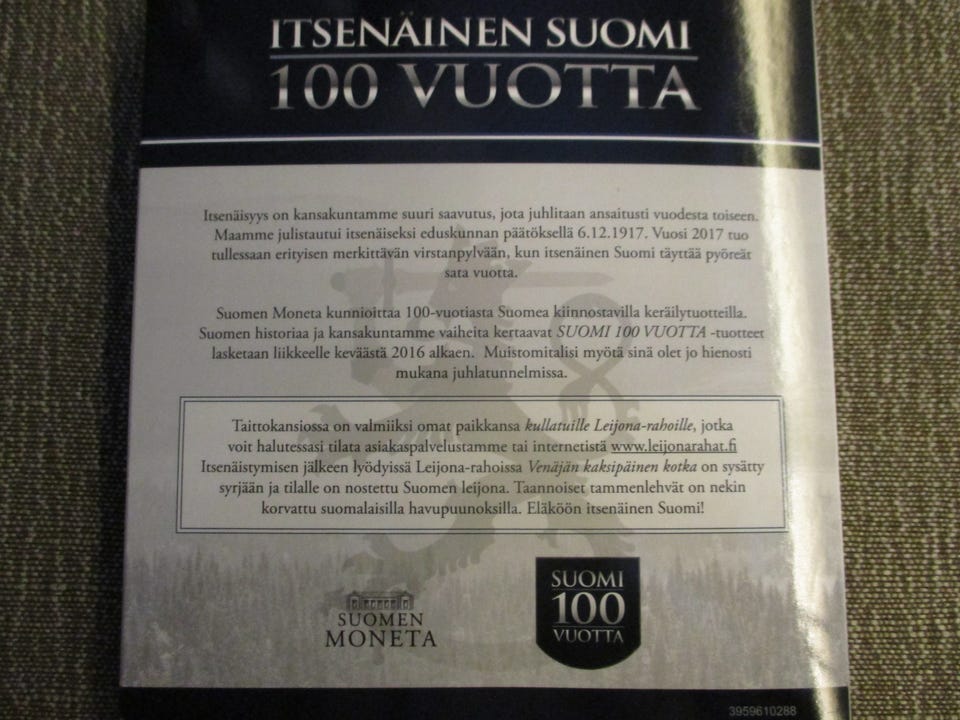 ITSENÄINEN SUOMI
100 VUOTTA
Itsenäisyys on kansakuntamme suuri saavutus, jota juhlitaan ansaitusti vuodesta toiseen.
Maamme julistautui itsenäiseksi eduskunnan päätöksellä 6.12.1917. Vuosi 2017 tuo
tullessaan erityisen merkittävän virstanpylvään, kun itsenäinen Suomi täyttää pyöreät
sata vuotta.
Suomen Moneta kunnioittaa 100-vuotiasta Suomea kiinnostavilla keräilytuotteilla.
Suomen historiaa ja kansakuntamme vaiheita kertaavat SUOMI 100 VUOTTA -tuotteet
lasketaan liikkeelle keväästä 2016 alkaen. Muistomitalisi myötä sinä olet jo hienosti
mukana juhlatunnelmissa.
Taittokansiossa on valmiiksi omat paikkansa kullatuille Leijona-rahoille, jotka
voit halutessasi tilata asiakaspalvelustamme tai internetistä www.leijonarahat.fi
Itsenäistymisen jälkeen lyödyissä Leijona-rahoissa Venäjän kaksipäinen kotka on sysätty
syrjään ja tilalle on nostettu Suomen leijona. Taannoiset tammenlehvät on nekin
korvattu suomalaisilla havupuunoksilla. Eläköön itsenäinen Suomi!
SUOMEN
MONETA
SUOMI
100
VUOTTA
3959610288